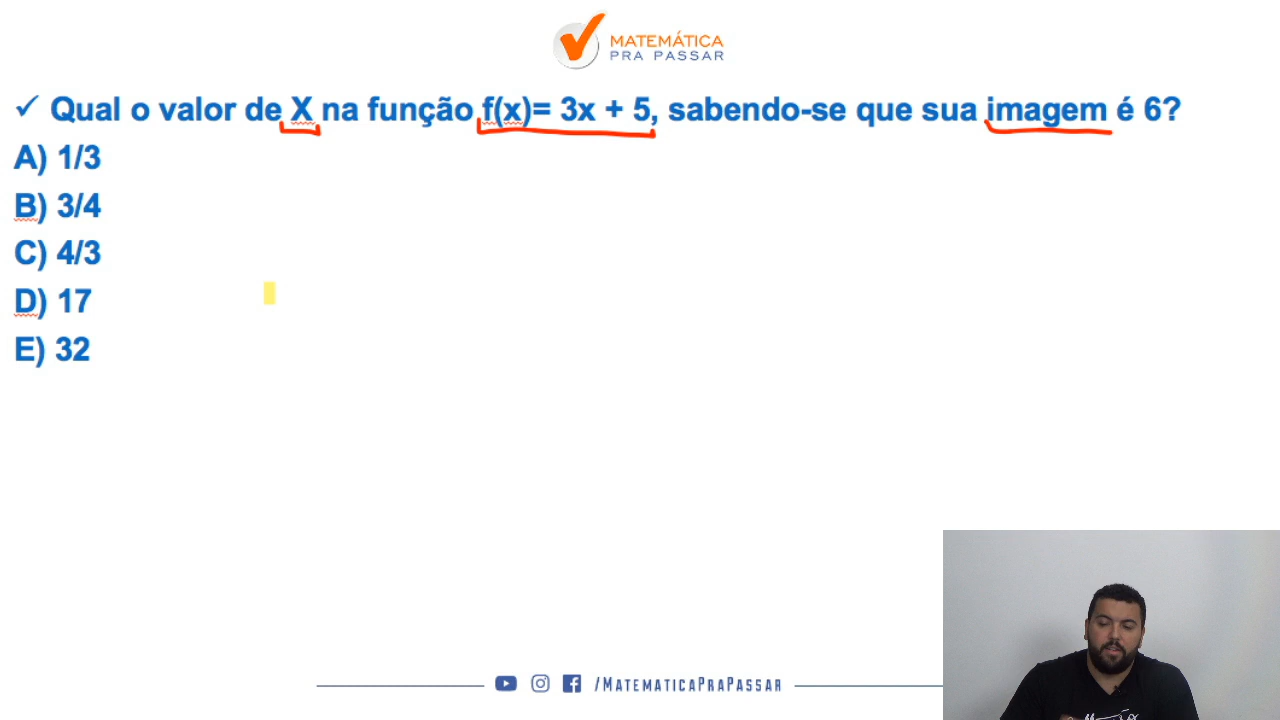 MATEMÁTICA
PRA PASSAR
✓ Qual o valor de X na função f(x)= 3x + 5, sabendo-se que sua imagem é 6?
A) 1/3
B) 3/4
C) 4/3
D) 17
E) 32
/MATEMATICAPRAPASSAR